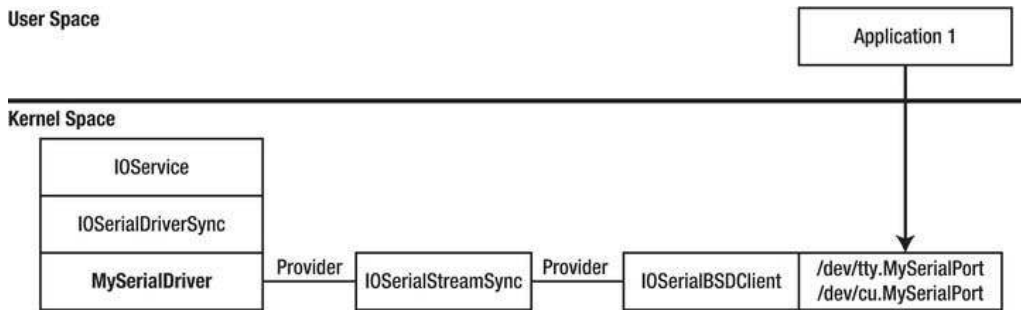 User Space
Application 1
Kernel Space
IOService
IOSerialDriverSync
MySerialDriver
Provider
IOSerialStreamSync
Provider
IOSerialBSDClient
/dev/tty.MySerialPort
/dev/cu.MySerialPort